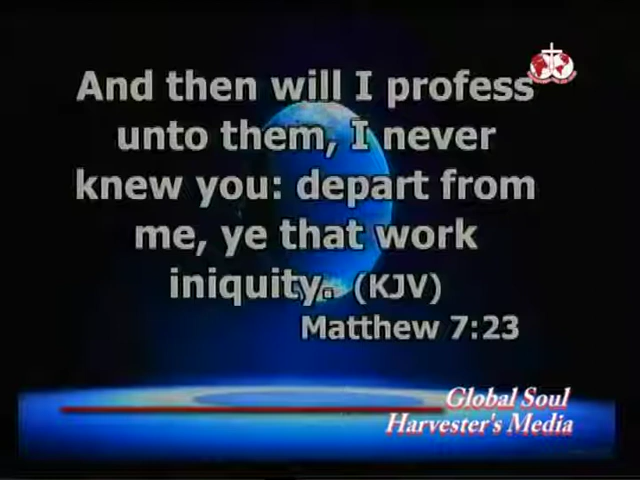 And then will I profess
unto them, I never
knew you: depart from
me, ye that work
iniquity. (KJV)
Matthew 7:23
Global Soul
Harvester's Media